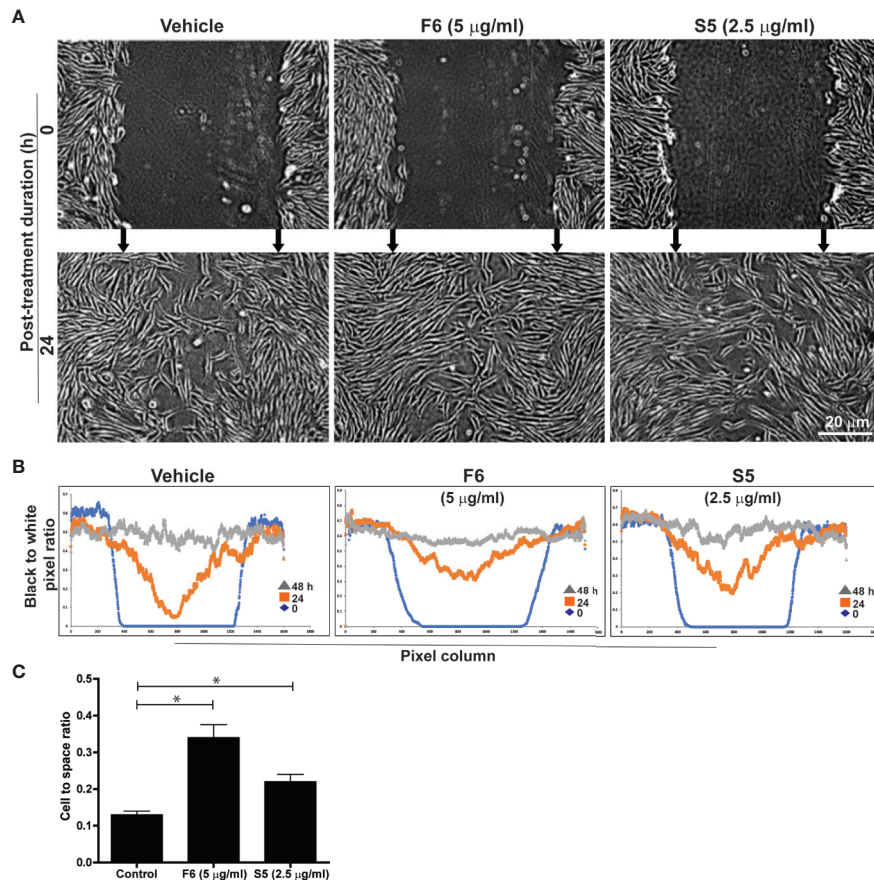 A
Vehicle
F6 (5 μg/ml)
S5 (2.5 μg/ml)
Post-treatment duration (h)
0
24
20 μm
B
Vehicle
F6
(5 μg/ml)
S5
(2.5 μg/ml)
Black to white
pixel ratio
48 h
24
0
48 h
24
0
48 h
24
0
Pixel column
C
Cell to space ratio
0.5
0.4
0.3
0.2
0.1
0.0
*
*
Control
F6 (5 μg/ml)
S5 (2.5 μg/ml)